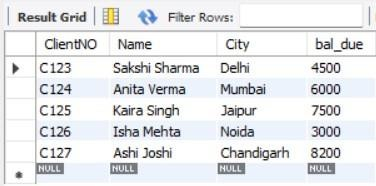 Result Grid Filter Rows:
ClientNO Name City bal_due
C123 Sakshi Sharma Delhi 4500
C124 Anita Verma Mumbai 6000
C125 Kaira Singh Jaipur 7500
C126 Isha Mehta Noida 3000
C127 Ashi Joshi Chandigarh 8200
NULL NULL NULL NULL